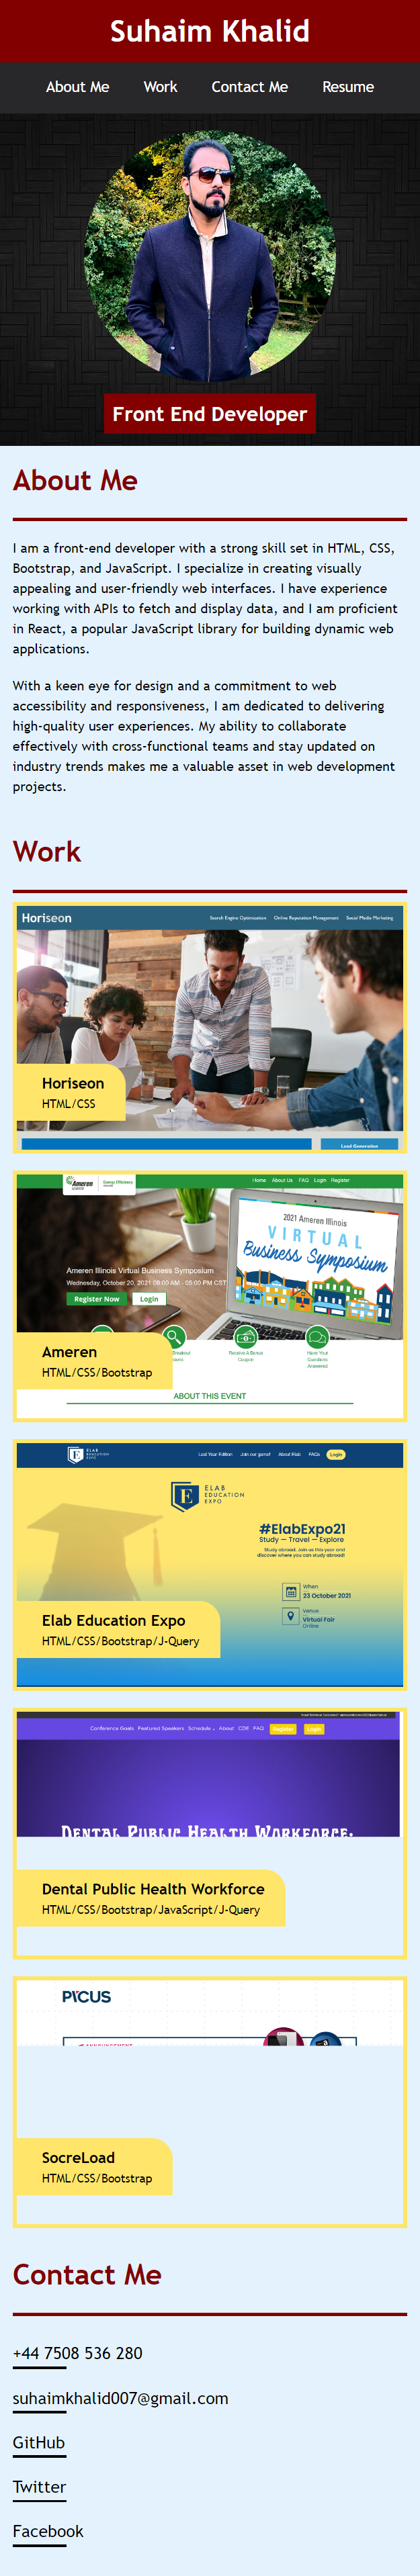 Suhaim Khalid
About Me Work Contact Me Resume
Front End Developer
About Me
I am a front-end developer with a strong skill set in HTML, CSS,
Bootstrap, and JavaScript. I specialize in creating visually
appealing and user-friendly web interfaces. I have experience
working with APIs to fetch and display data, and I am proficient
in React, a popular JavaScript library for building dynamic web
applications.
With a keen eye for design and a commitment to web
accessibility and responsiveness, I am dedicated to delivering
high-quality user experiences. My ability to collaborate
effectively with cross-functional teams and stay updated on
industry trends makes me a valuable asset in web development
projects.
Work
Horiseon
Search Engine Optimization Online Reputation Management Social Media Marketing
Horiseon
HTML/CSS
Lead Generation
Ameren
ILLINOIS
Energy Efficiency
Home About Us FAQ Login Register
2021 Ameren Illinois
VIRTUAL
Business Symposium
Ameren Illinois Virtual Business Symposium
Wednesday, October 20, 2021 08:00 AM - 05:00 PM CST
Register Now Login
Ameren
HTML/CSS/Bootstrap
Breakout
Receive A Bonus
Coupon
Have Your
Questions
Answered
ABOUT THIS EVENT
ELAB
EDUCATION
EXPO
Last Year Edition Join our game! About Elab FAQs Login
ELAB
EDUCATION
EXPO
#ElabExpo21
Study — Travel — Explore
Study abroad. Join us this year and
discover where you can study abroad!
When
23 October 2021
Venue
Virtual Fair
Online
Elab Education Expo
HTML/CSS/Bootstrap/J-Query
Conference Goals Featured Speakers Schedule About CDE FAQ Register Login
DENTAL PUBLIC HEALTH WORKFORCE:
Dental Public Health Workforce
HTML/CSS/Bootstrap/JavaScript/J-Query
PICUS
ANNOUNCEMENT
SocreLoad
HTML/CSS/Bootstrap
Contact Me
+44 7508 536 280
suhaimkhalid007@gmail.com
GitHub
Twitter
Facebook